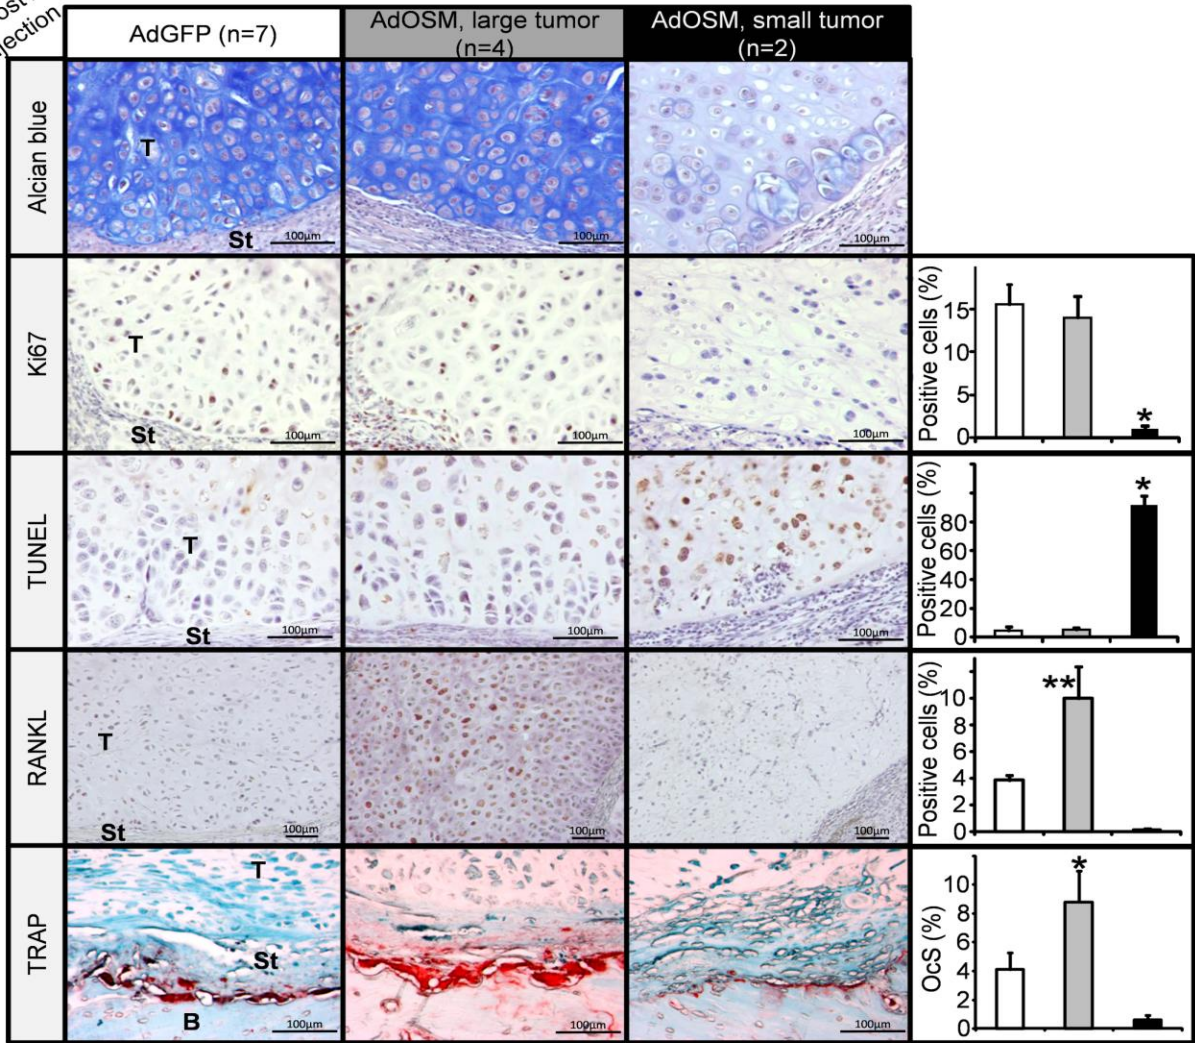 AdGFP (n=7)
AdOSM, large tumor
(n=4)
AdOSM, small tumor
(n=2)
Alcian blue
T
St
100µm
100µm
100µm
Ki67
T
St
100µm
100µm
100µm
Positive cells (%)
15
10
5
0
*
TUNEL
T
St
100µm
100µm
100µm
Positive cells (%)
80
60
40
20
0
*
RANKL
T
St
100µm
100µm
100µm
Positive cells (%)
10
8
6
4
2
0
**
TRAP
T
St
B
100µm
100µm
100µm
OcS (%)
10
8
6
4
2
0
*